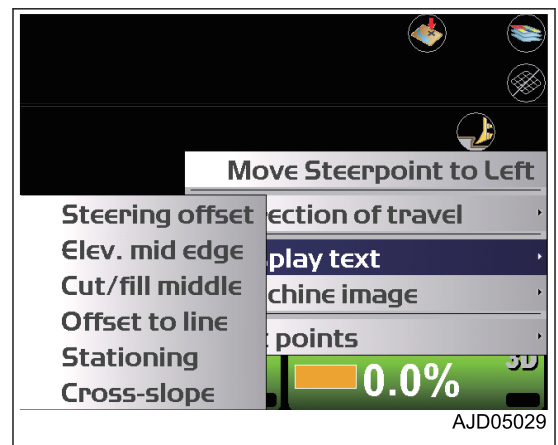 Move Steerpoint to Left
Steering offset
ection of travel
Elev. mid edge
play text
Cut/fill middle
chine image
Offset to line
points
Stationing
Cross-slope
0.0%
3D
AJD05029